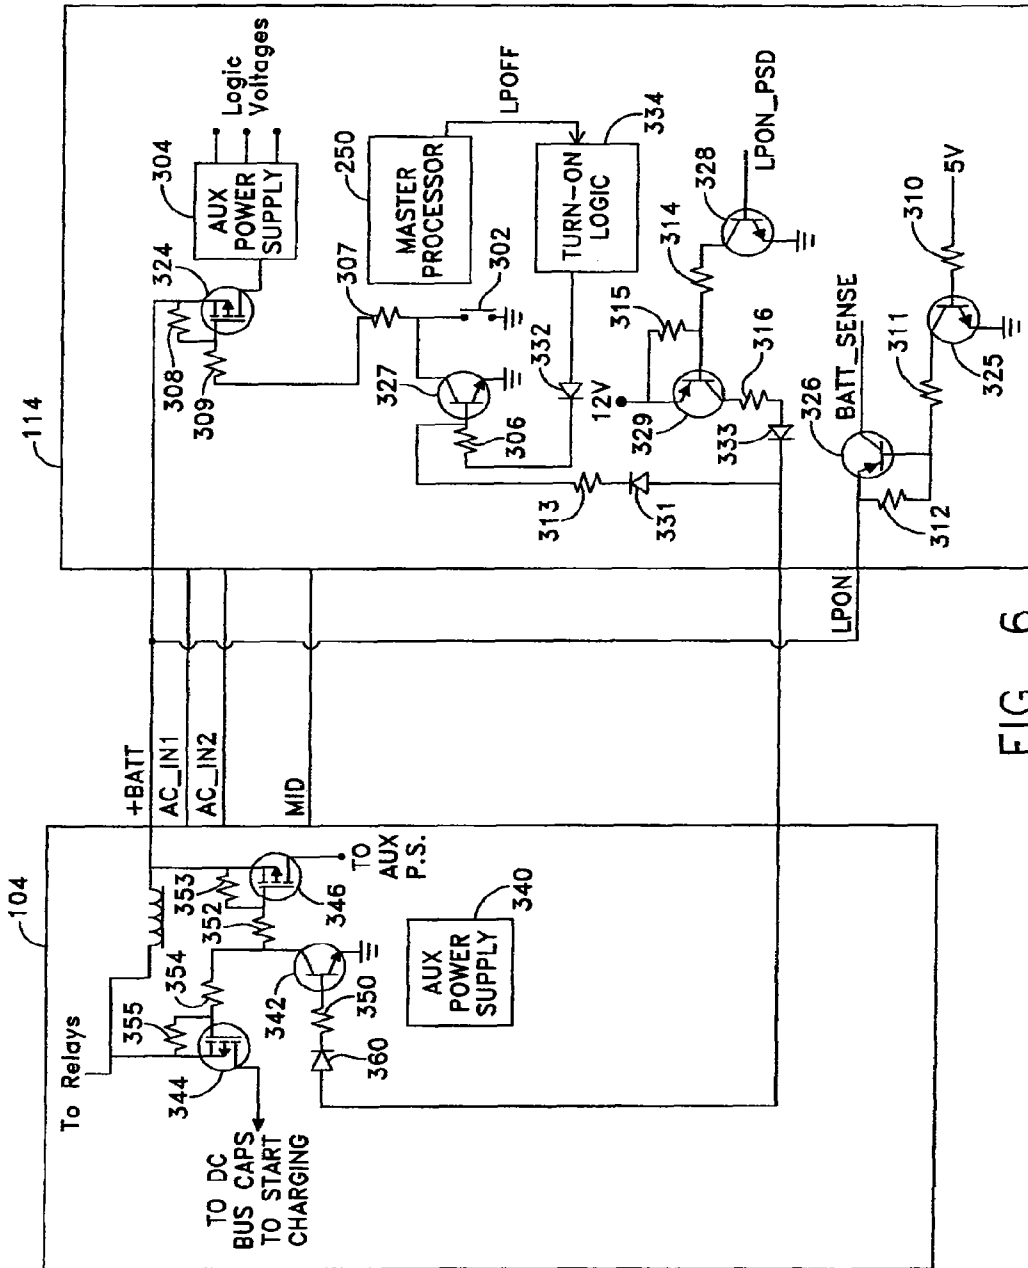 114
304
Logic
Voltages
AUX
POWER
SUPPLY
324
308
309
307
250
MASTER
PROCESSOR
LPOFF
302
327
306
332
TURN-ON
LOGIC
334
328
LPON_PSD
314
315
12V
329
316
333
313
331
326
BATT_SENSE
312
311
325
310
5V
LPON
+BATT
AC_IN1
AC_IN2
MID
104
To Relays
355
354
344
353
352
346
TO
AUX
P.S.
342
350
360
340
AUX
POWER
SUPPLY
TO DC
BUS CAPS
TO START
CHARGING
FIG 6